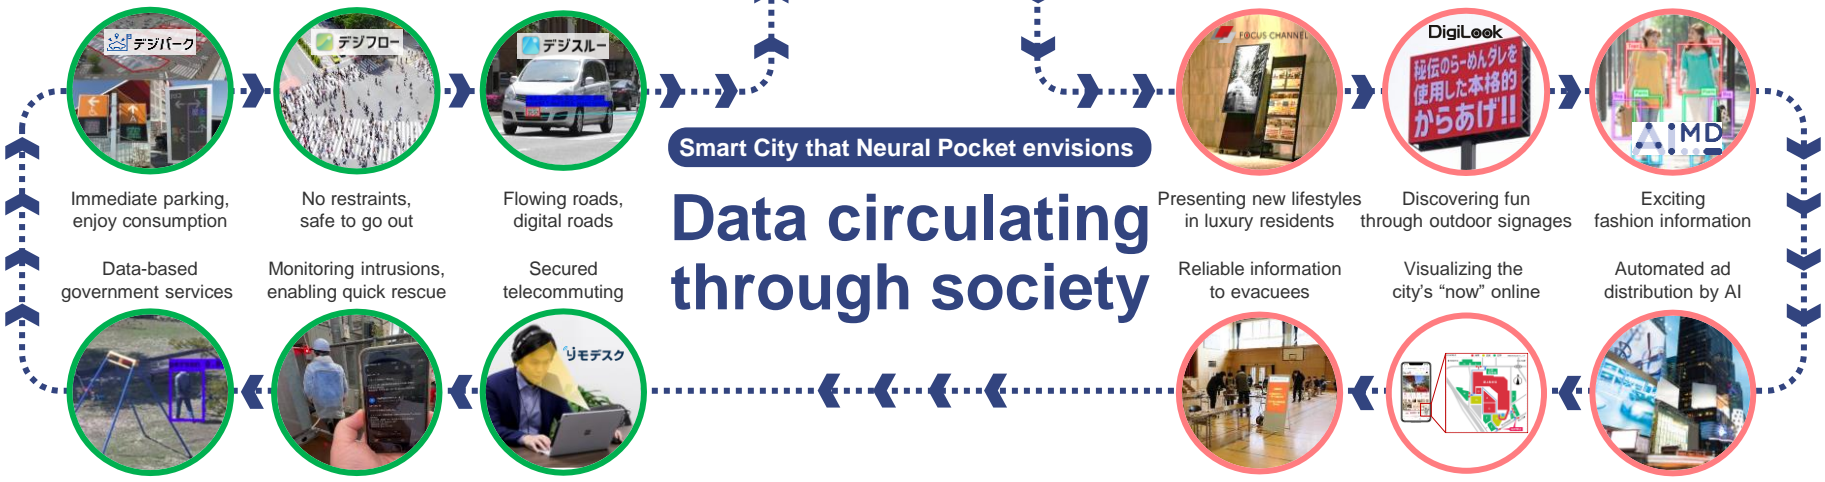 デジパーク
デジフロー
デジスルー
FOCUS CHANNEL
DigiLook
秘伝のらーめんダレを
使用した本格的
からあげ!!
AiMD
Immediate parking,
enjoy consumption
No restraints,
safe to go out
Flowing roads,
digital roads
Smart City that Neural Pocket envisions
Data circulating
through society
Presenting new lifestyles
in luxury residents
Discovering fun
through outdoor signages
Exciting
fashion information
Data-based
government services
Monitoring intrusions,
enabling quick rescue
Secured
telecommuting
Reliable information
to evacuees
Visualizing the
city's “now” online
Automated ad
distribution by AI
リモデスク